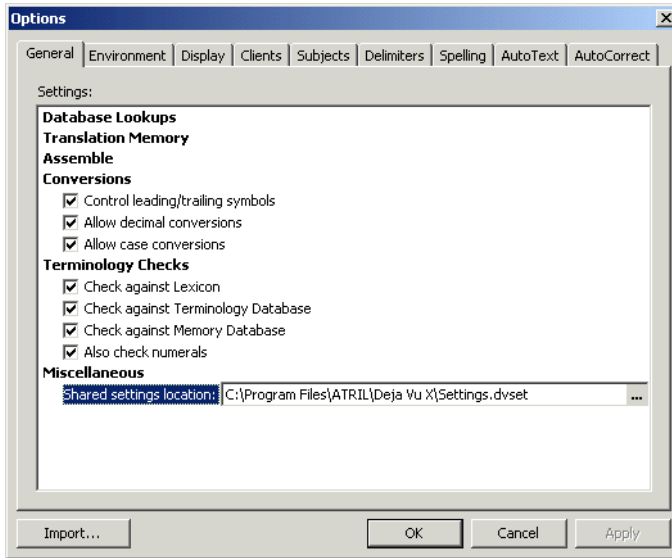 Options
General Environment Display Clients Subjects Delimiters Spelling AutoText AutoCorrect
Settings:
Database Lookups
Translation Memory
Assemble
Conversions
Control leading/trailing symbols
Allow decimal conversions
Allow case conversions
Terminology Checks
Check against Lexicon
Check against Terminology Database
Check against Memory Database
Also check numerals
Miscellaneous
Shared settings location: C:\Program Files\ATRIL\Deja Vu X\Settings.dvset ...
Import... OK Cancel Apply